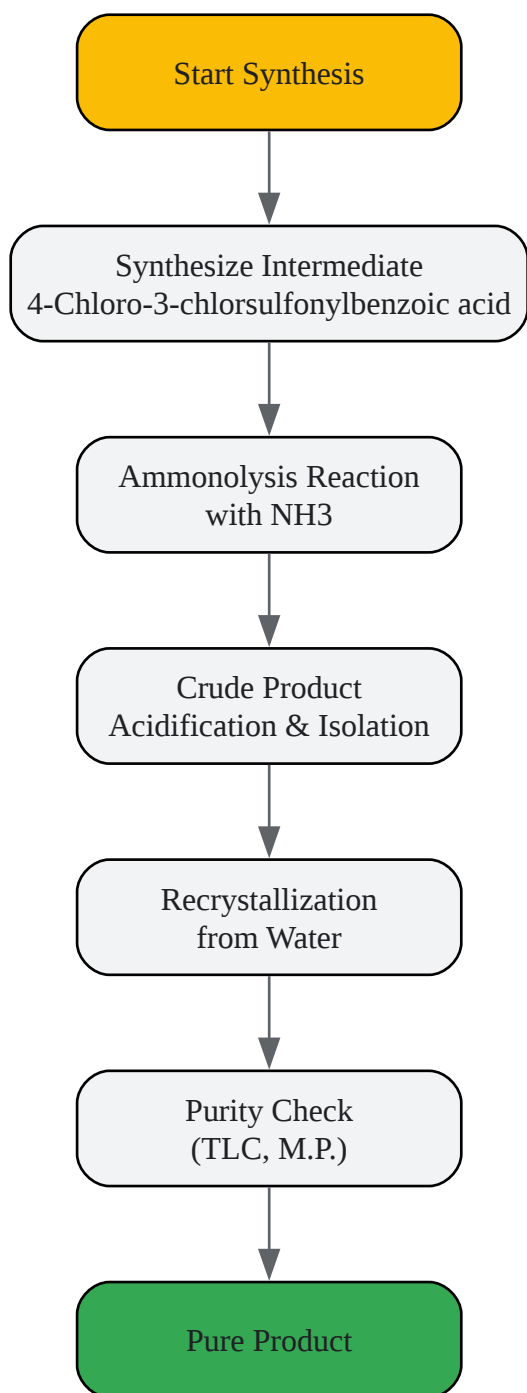 Start Synthesis
Synthesize Intermediate
4-Chloro-3-chlorsulfonylbenzoic acid
Ammonolysis Reaction
with NH3
Crude Product
Acidification & Isolation
Recrystallization
from Water
Purity Check
(TLC, M.P.)
Pure Product